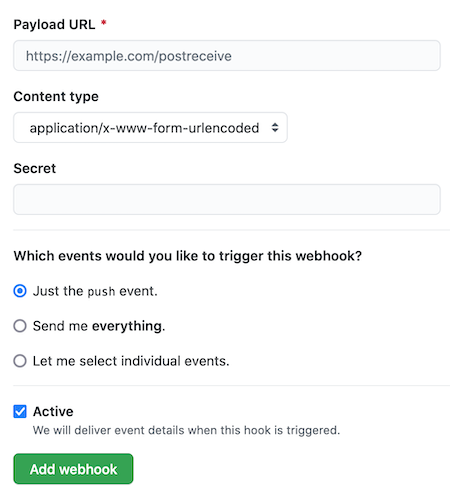 Payload URL *
https://example.com/postreceive
Content type
application/x-www-form-urlencoded
Secret
Which events would you like to trigger this webhook?
Just the push event.
Send me everything.
Let me select individual events.
Active
We will deliver event details when this hook is triggered.
Add webhook